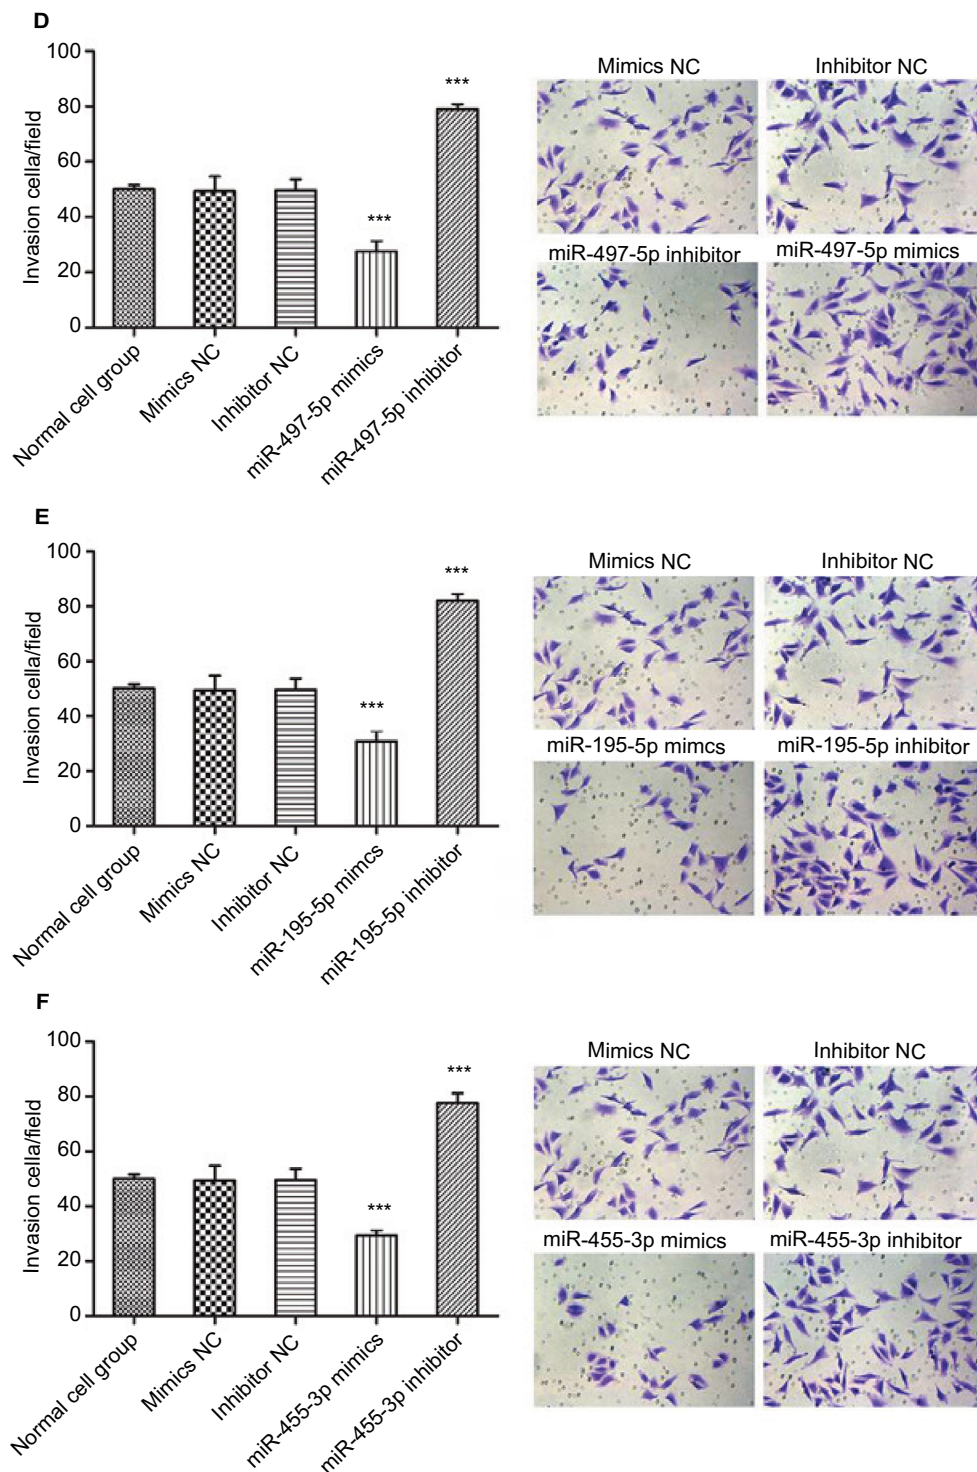 D
100
80
60
40
20
0
Invasion cella/field
***
***
Normal cell group
Mimics NC
Inhibitor NC
miR-497-5p mimics
miR-497-5p inhibitor
Mimics NC
Inhibitor NC
miR-497-5p inhibitor
miR-497-5p mimics
E
100
80
60
40
20
0
Invasion cella/field
***
***
Normal cell group
Mimics NC
Inhibitor NC
miR-195-5p mimcs
miR-195-5p inhibitor
Mimics NC
Inhibitor NC
miR-195-5p mimcs
miR-195-5p inhibitor
F
100
80
60
40
20
0
Invasion cella/field
***
***
Normal cell group
Mimics NC
Inhibitor NC
miR-455-3p mimics
miR-455-3p inhibitor
Mimics NC
Inhibitor NC
miR-455-3p mimics
miR-455-3p inhibitor